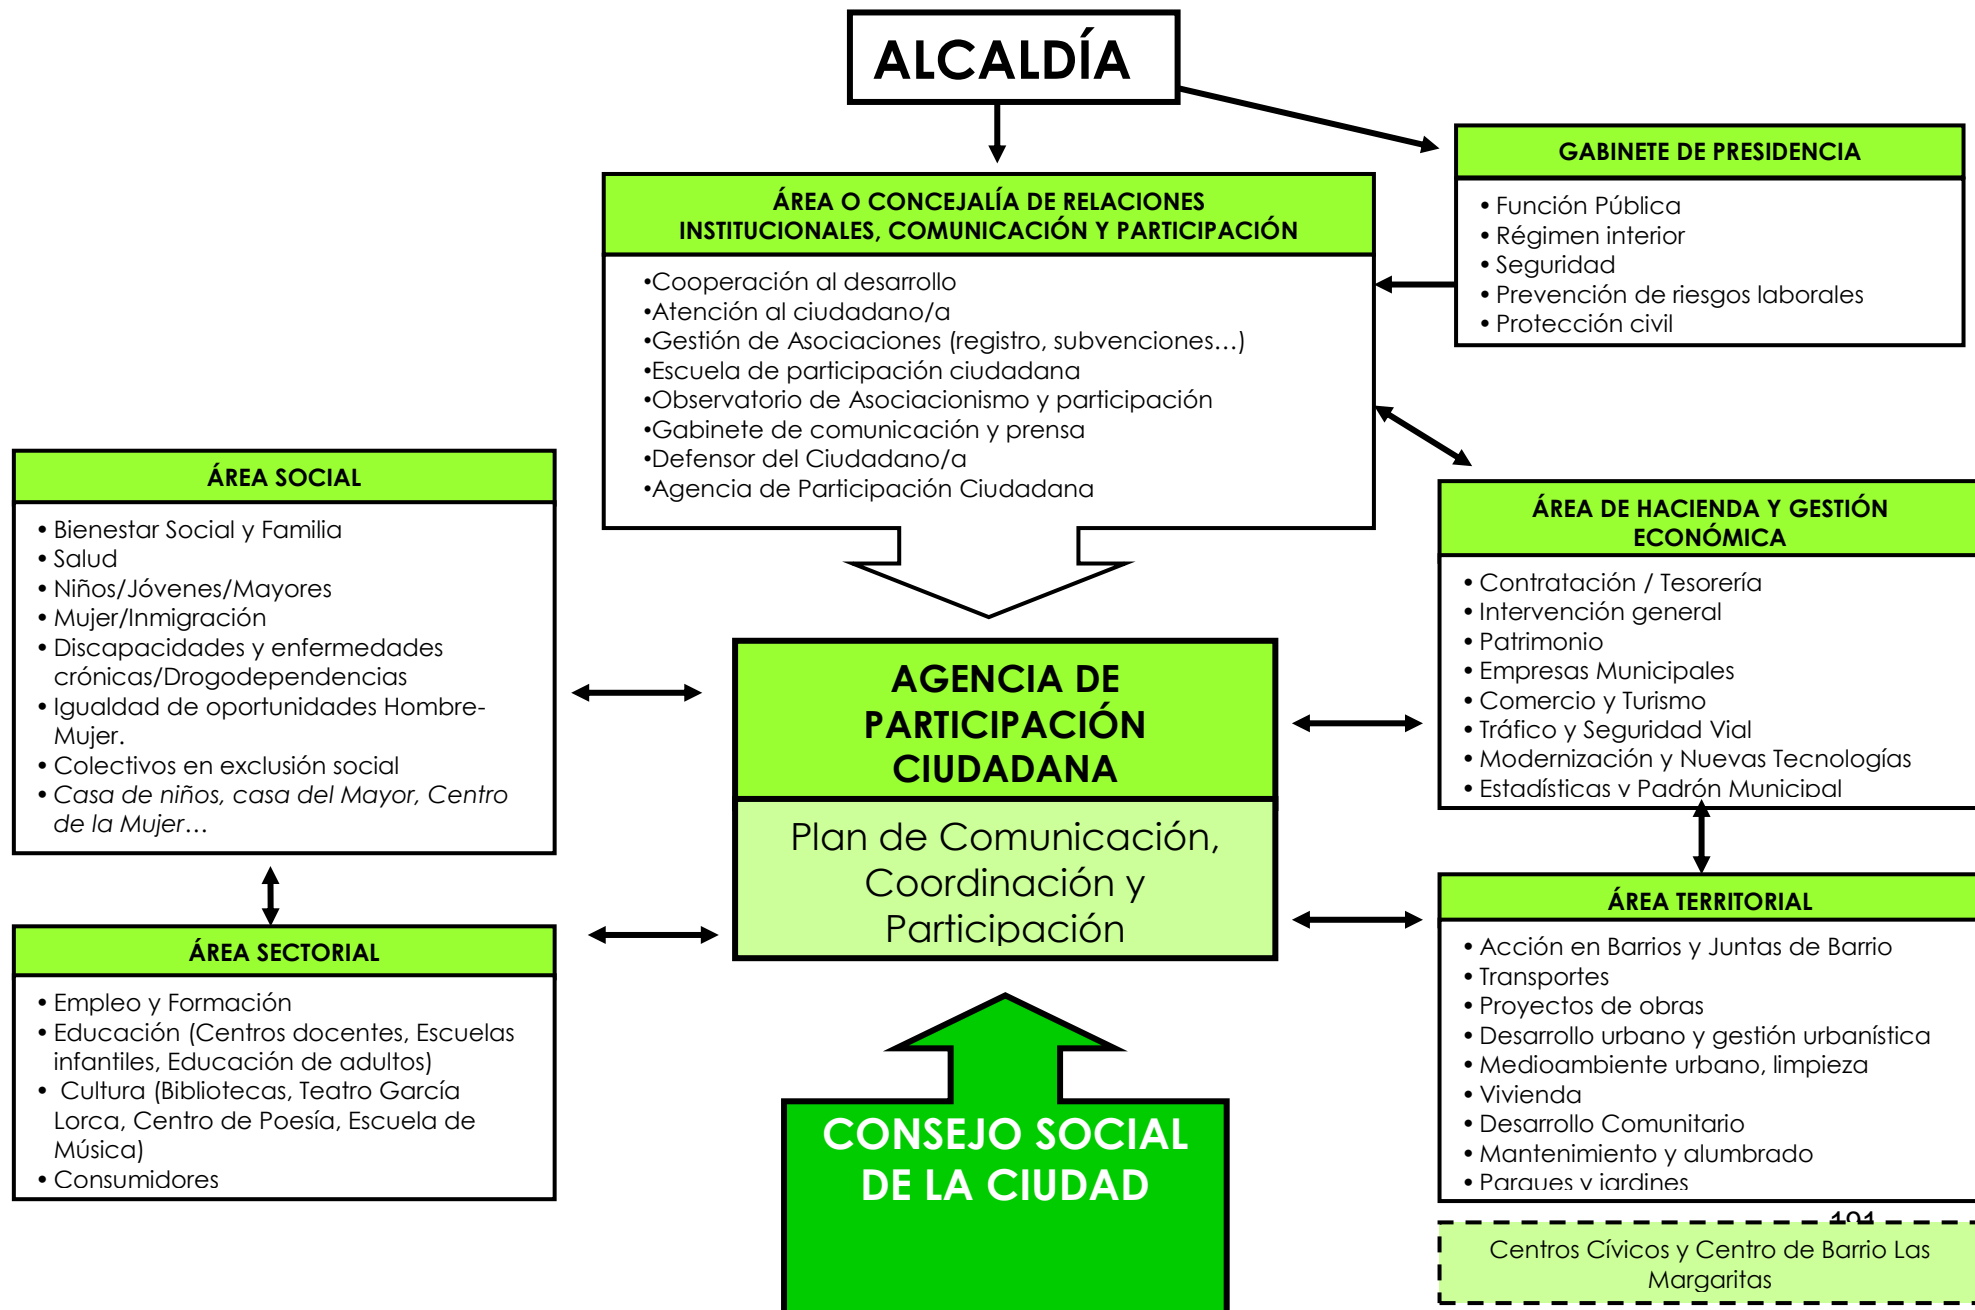 ALCALDÍA
GABINETE DE PRESIDENCIA
• Función Pública
• Régimen interior
• Seguridad
• Prevención de riesgos laborales
• Protección civil
ÁREA O CONCEJALÍA DE RELACIONES
INSTITUCIONALES, COMUNICACIÓN Y PARTICIPACIÓN
•Cooperación al desarrollo
•Atención al ciudadano/a
•Gestión de Asociaciones (registro, subvenciones…)
•Escuela de participación ciudadana
•Observatorio de Asociacionismo y participación
•Gabinete de comunicación y prensa
•Defensor del Ciudadano/a
•Agencia de Participación Ciudadana
ÁREA SOCIAL
• Bienestar Social y Familia
• Salud
• Niños/Jóvenes/Mayores
• Mujer/Inmigración
• Discapacidades y enfermedades
crónicas/Drogodependencias
• Igualdad de oportunidades Hombre-
Mujer.
• Colectivos en exclusión social
• Casa de niños, casa del Mayor, Centro
de la Mujer…
ÁREA DE HACIENDA Y GESTIÓN
ECONÓMICA
• Contratación / Tesorería
• Intervención general
• Patrimonio
• Empresas Municipales
• Comercio y Turismo
• Tráfico y Seguridad Vial
• Modernización y Nuevas Tecnologías
• Estadísticas y Padrón Municipal
AGENCIA DE
PARTICIPACIÓN
CIUDADANA
Plan de Comunicación,
Coordinación y
Participación
ÁREA SECTORIAL
• Empleo y Formación
• Educación (Centros docentes, Escuelas
infantiles, Educación de adultos)
• Cultura (Bibliotecas, Teatro García
Lorca, Centro de Poesía, Escuela de
Música)
• Consumidores
ÁREA TERRITORIAL
• Acción en Barrios y Juntas de Barrio
• Transportes
• Proyectos de obras
• Desarrollo urbano y gestión urbanística
• Medioambiente urbano, limpieza
• Vivienda
• Desarrollo Comunitario
• Mantenimiento y alumbrado
• Parques y jardines
CONSEJO SOCIAL
DE LA CIUDAD
Centros Cívicos y Centro de Barrio Las
Margaritas